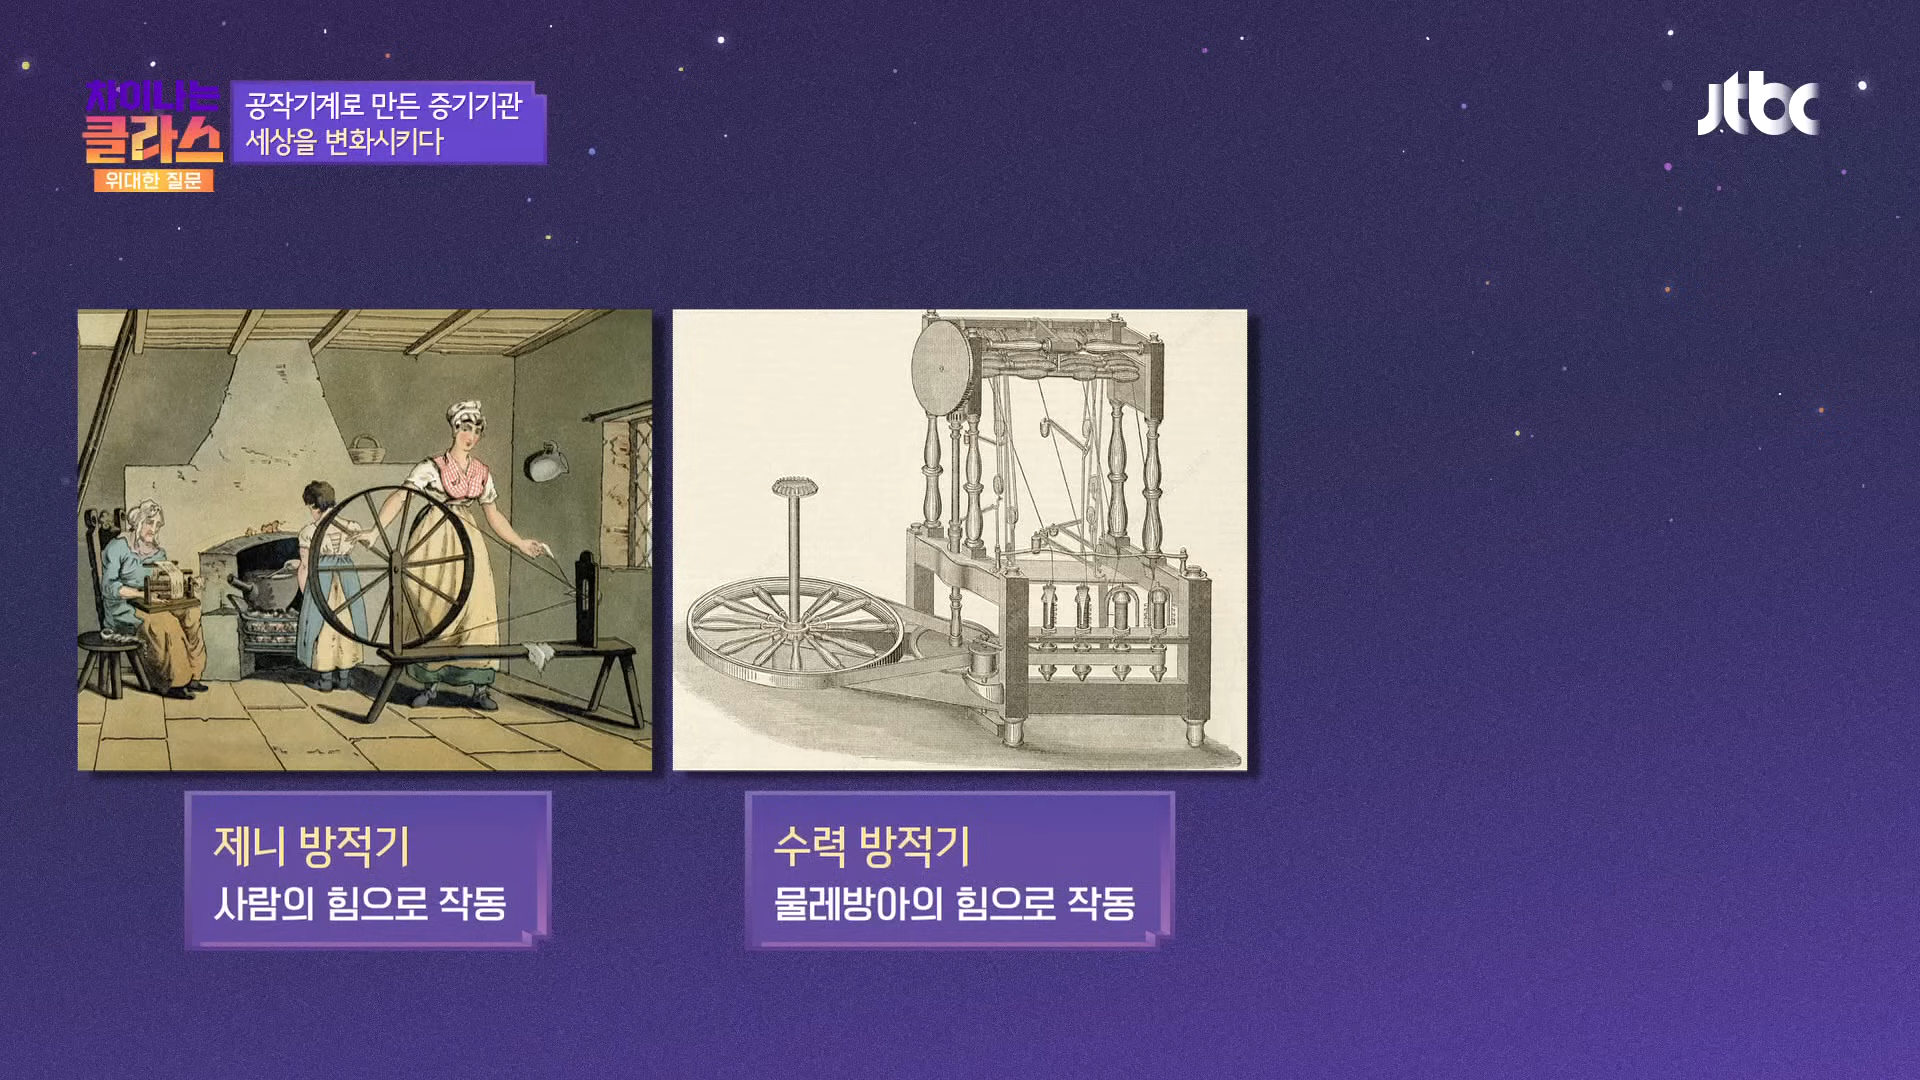 차이나는
클라스
위대한 질문
공작기계로 만든 증기기관
세상을 변화시키다
jtbc
제니 방적기
사람의 힘으로 작동
수력 방적기
물레방아의 힘으로 작동